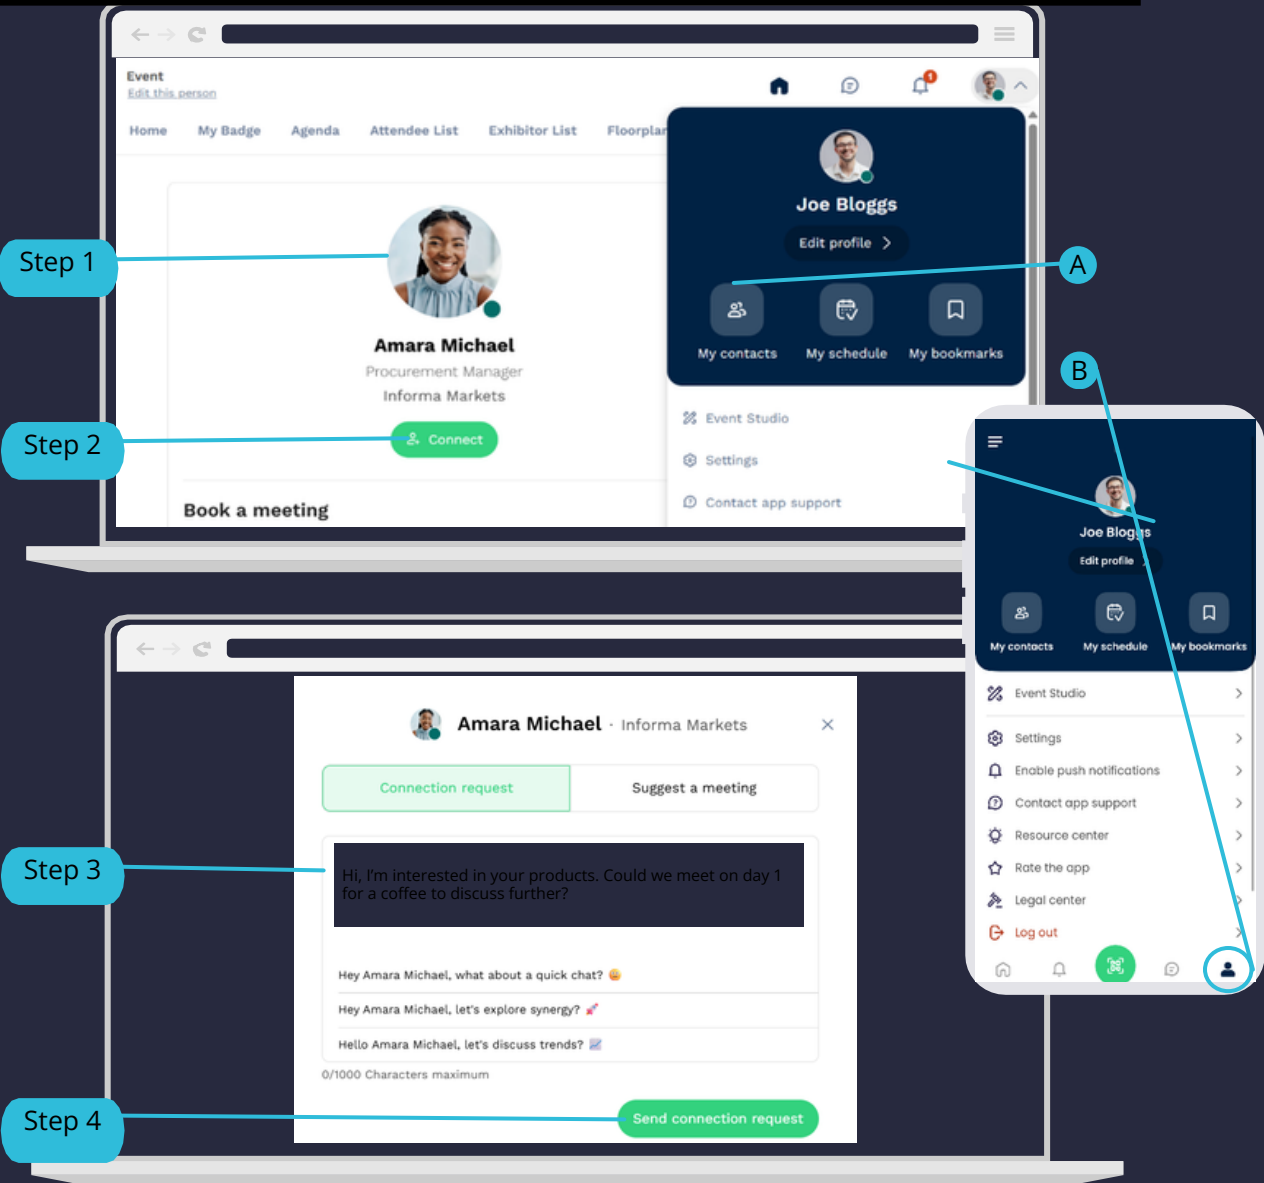 Event
Edit this person
1
Home My Badge Agenda Attendee List Exhibitor List Floorplan
Joe Bloggs
Edit profile
My contacts My schedule My bookmarks
Event Studio
Settings
Contact app support
Step 1
Amara Michael
Procurement Manager
Informa Markets
Step 2
Connect
Book a meeting
A
B
Joe Bloggs
Edit profile
My contacts My schedule My bookmarks
Event Studio
Settings
Enable push notifications
Contact app support
Resource center
Rate the app
Legal center
Log out
Amara Michael · Informa Markets
Connection request Suggest a meeting
Step 3
Hi, I'm interested in your products. Could we meet on day 1
for a coffee to discuss further?
Hey Amara Michael, what about a quick chat? 😄
Hey Amara Michael, let's explore synergy? 🚀
Hello Amara Michael, let's discuss trends? 📈
0/1000 Characters maximum
Step 4
Send connection request